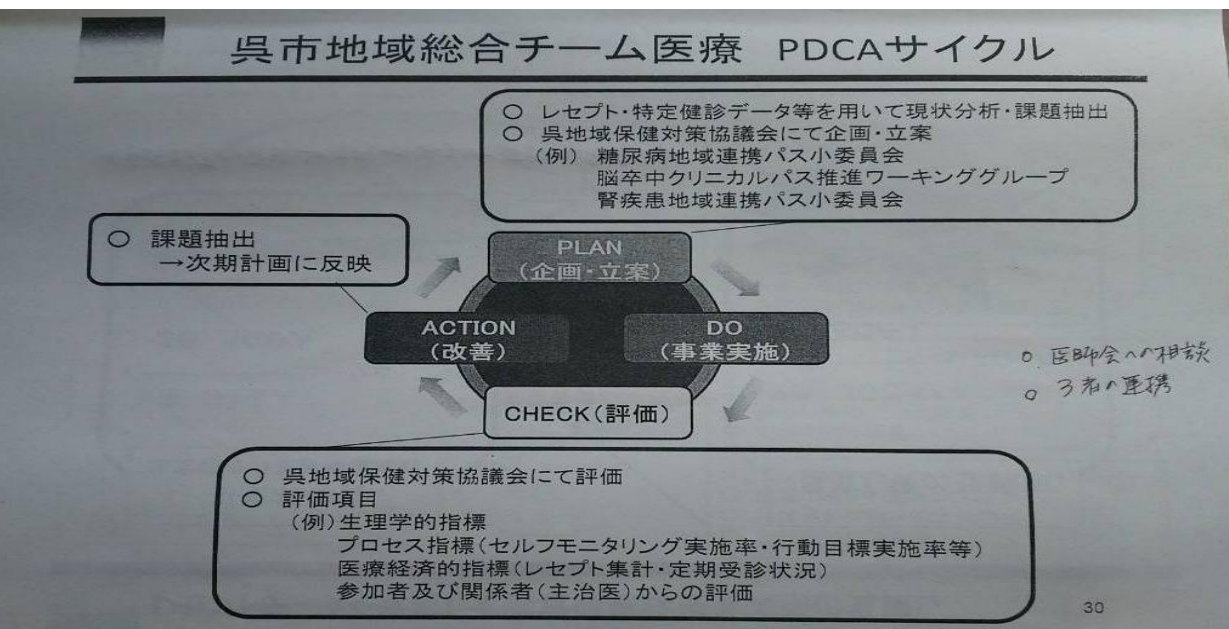 呉市地域総合チーム医療 PDCAサイクル
○ レセプト・特定健診データ等を用いて現状分析・課題抽出
○ 呉地域保健対策協議会にて企画・立案
(例) 糖尿病地域連携パス小委員会
脳卒中クリニカルパス推進ワーキンググループ
腎疾患地域連携パス小委員会
○ 課題抽出
→次期計画に反映
PLAN
(企画・立案)
ACTION
(改善)
DO
(事業実施)
○ 医師会への相談
○ 3者の連携
CHECK(評価)
○ 呉地域保健対策協議会にて評価
○ 評価項目
(例)生理学的指標
プロセス指標(セルフモニタリング実施率・行動目標実施率等)
医療経済的指標(レセプト集計・定期受診状況)
参加者及び関係者(主治医)からの評価
30